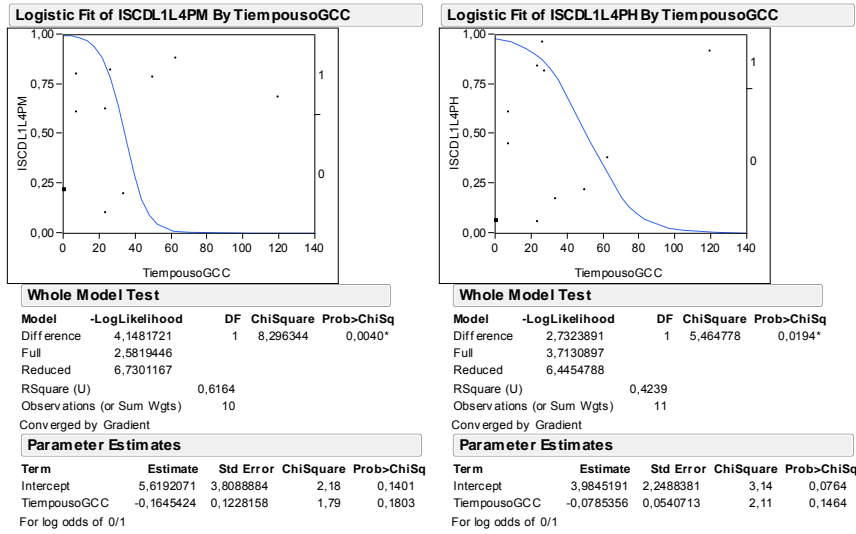 Logistic Fit of ISCDL1L4PM By TiempousoGCC
1,00
0,75
0,50
0,25
0,00
ISCDL1L4PM
1
0
0 20 40 60 80 100 120 140
TiempousoGCC
Whole Model Test
Model -LogLikelihood DF ChiSquare Prob>ChiSq
Difference 4,1481721 1 8,296344 0,0040*
Full 2,5819446
Reduced 6,7301167
RSquare (U) 0,6164
Observations (or Sum Wgts) 10
Converged by Gradient
Parameter Estimates
Term Estimate Std Error ChiSquare Prob>ChiSq
Intercept 5,6192071 3,8088884 2,18 0,1401
TiempousoGCC -0,1645424 0,1228158 1,79 0,1803
For log odds of 0/1
Logistic Fit of ISCDL1L4PH By TiempousoGCC
1,00
0,75
0,50
0,25
0,00
ISCDL1L4PH
1
0
0 20 40 60 80 100 120 140
TiempousoGCC
Whole Model Test
Model -LogLikelihood DF ChiSquare Prob>ChiSq
Difference 2,7323891 1 5,464778 0,0194*
Full 3,7130897
Reduced 6,4454788
RSquare (U) 0,4239
Observations (or Sum Wgts) 11
Converged by Gradient
Parameter Estimates
Term Estimate Std Error ChiSquare Prob>ChiSq
Intercept 3,9845191 2,2488381 3,14 0,0764
TiempousoGCC -0,0785356 0,0540713 2,11 0,1464
For log odds of 0/1